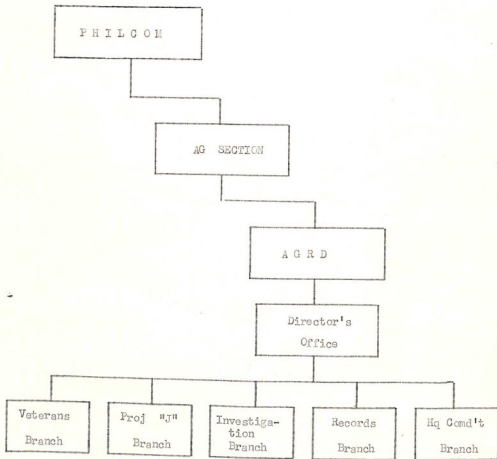 P H I L C O M
AG SECTION
A G R D
Director's
Office
Veterans
Branch
Proj "J"
Branch
Investiga-
tion
Branch
Records
Branch
Hq Comd't
Branch